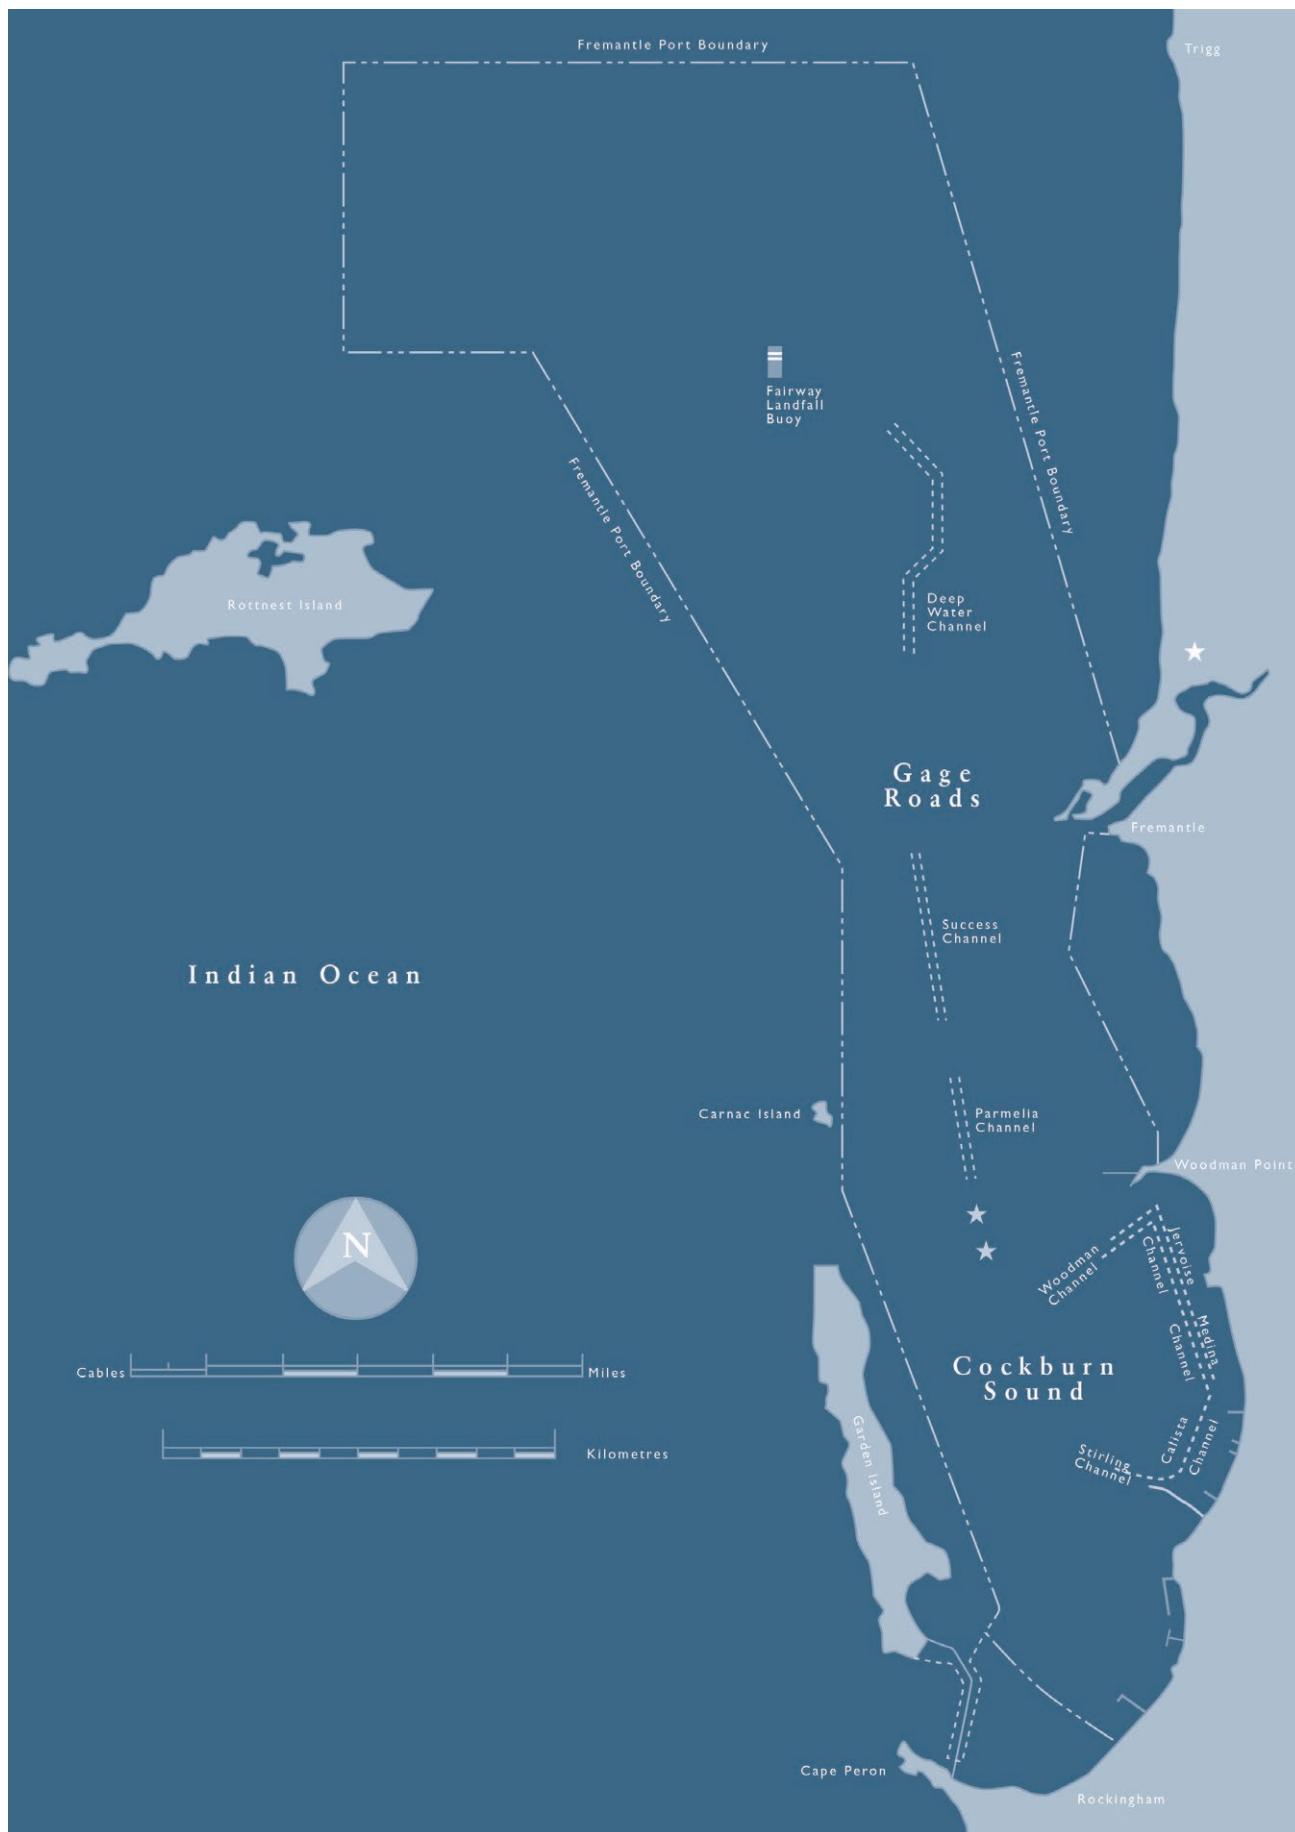 Fremantle Port Boundary
Trigg
Fremantle Port Boundary
Fairway
Landfall
Buoy
Fremantle Port Boundary
Rottnest Island
Deep
Water
Channel
Gage
Roads
Fremantle
Success
Channel
Indian Ocean
Carnac Island
Parmelia
Channel
Woodman Point
N
Woodman
Channel
Jervoise
Channel
Medina
Channel
Cables
Miles
Cockburn
Sound
Garden Island
Calista
Channel
Stirling
Channel
Kilometres
Cape Peron
Rockingham